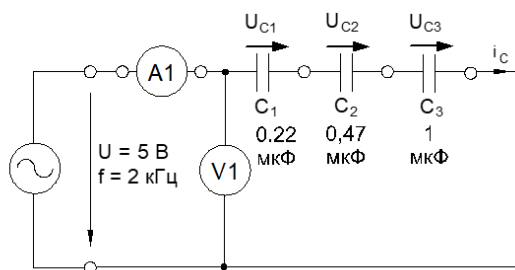 U_C1 U_C2 U_C3
A1
i_C
C_1 C_2 C_3
0.22 0,47 1
мкФ мкФ мкФ
U = 5 В
f = 2 кГц
V1